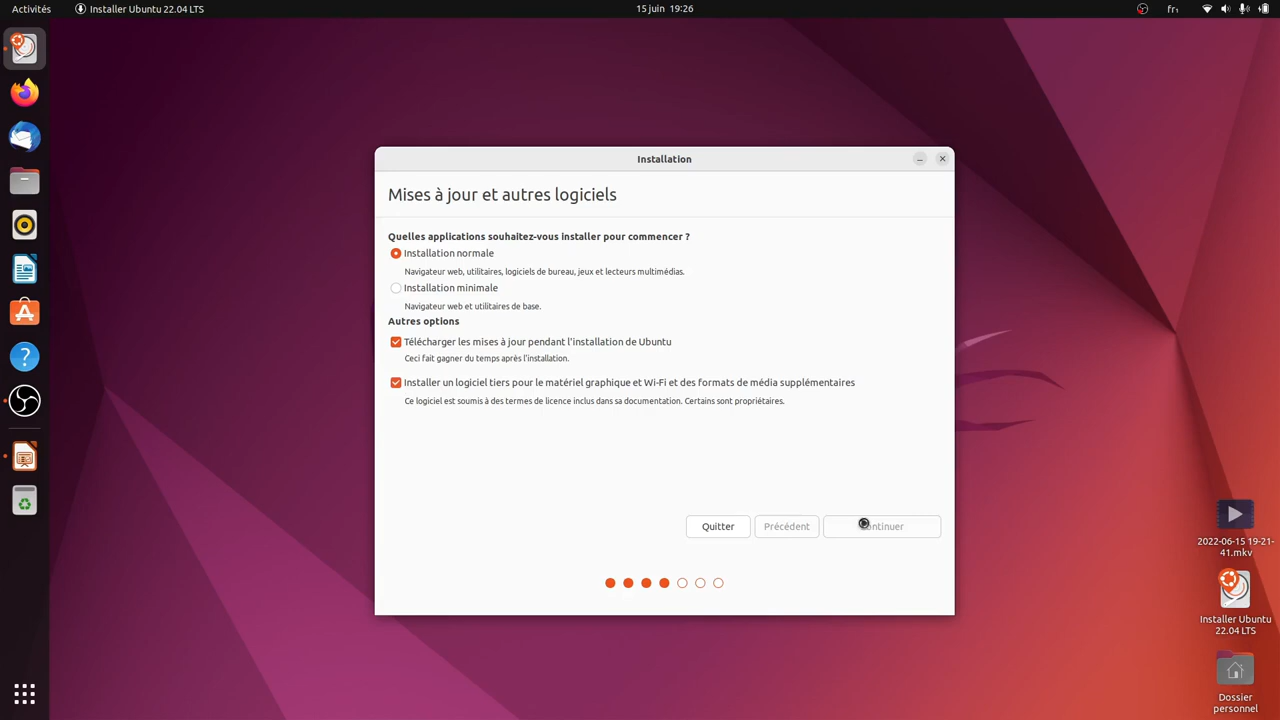 Activités
Installer Ubuntu 22.04 LTS
15 juin 19:26
fr₁
Installation
Mises à jour et autres logiciels
Quelles applications souhaitez-vous installer pour commencer ?
Installation normale
Navigateur web, utilitaires, logiciels de bureau, jeux et lecteurs multimédias.
Installation minimale
Navigateur web et utilitaires de base.
Autres options
Télécharger les mises à jour pendant l'installation de Ubuntu
Ceci fait gagner du temps après l'installation.
Installer un logiciel tiers pour le matériel graphique et Wi-Fi et des formats de média supplémentaires
Ce logiciel est soumis à des termes de licence inclus dans sa documentation. Certains sont propriétaires.
Quitter
Précédent
Continuer
2022-06-15 19-21-
41.mkv
Installer Ubuntu
22.04 LTS
Dossier
personnel